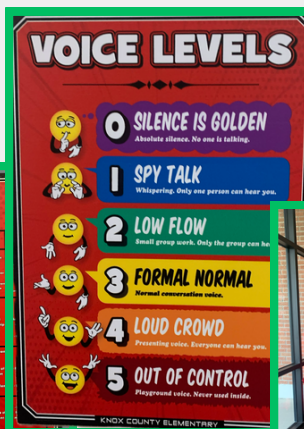 VOICE LEVELS
0 SILENCE IS GOLDEN
Absolute silence. No one is talking.
1 SPY TALK
Whispering. Only one person can hear you.
2 LOW FLOW
Small group work. Only the group can
3 FORMAL NORMAL
Normal conversation voice.
4 LOUD CROWD
Presenting voice. Everyone can hear you.
5 OUT OF CONTROL
Playground voice. Never used inside.
KNOX COUNTY ELEMENTARY